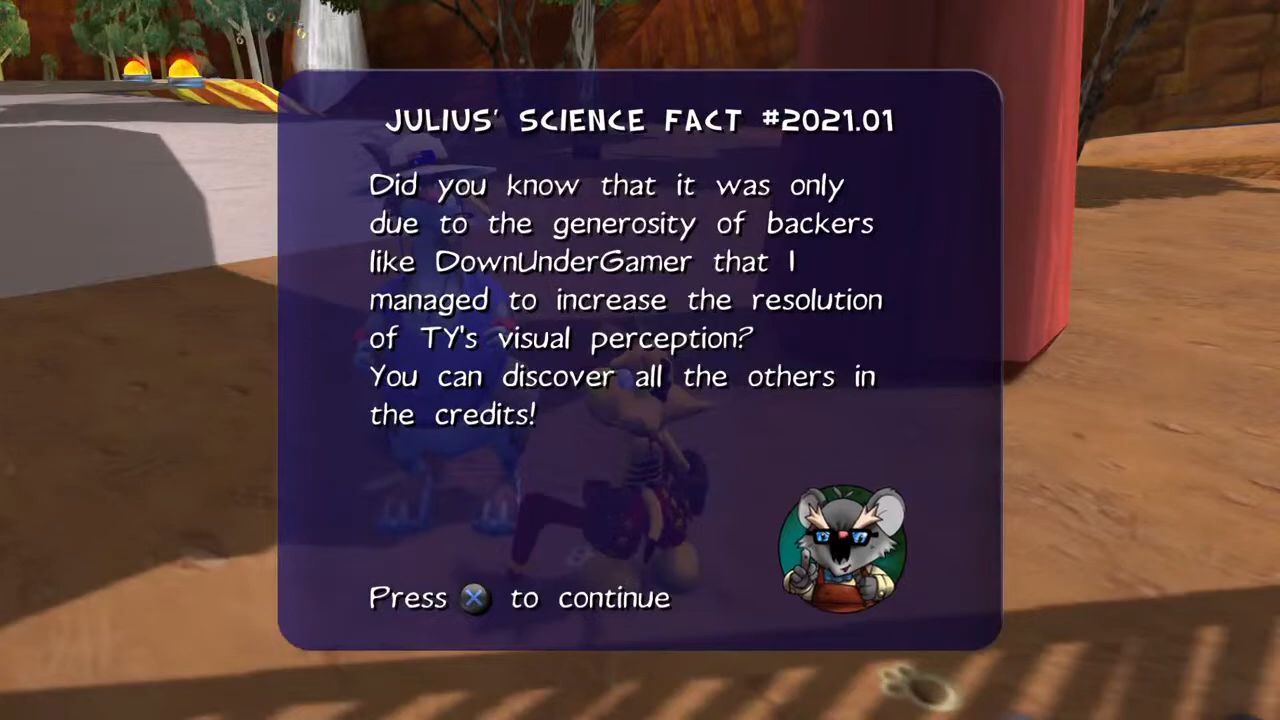 JULIUS' SCIENCE FACT #2021.01
Did you know that it was only
due to the generosity of backers
like DownUnderGamer that I
managed to increase the resolution
of TY's visual perception?
You can discover all the others in
the credits!
Press X to continue